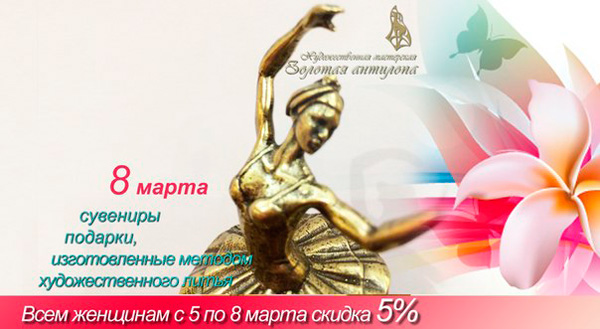 Художественная мастерская
Золотая антилопа
8 марта
сувениры
подарки,
изготовленные методом
художественного литья
Всем женщинам с 5 по 8 марта скидка 5%